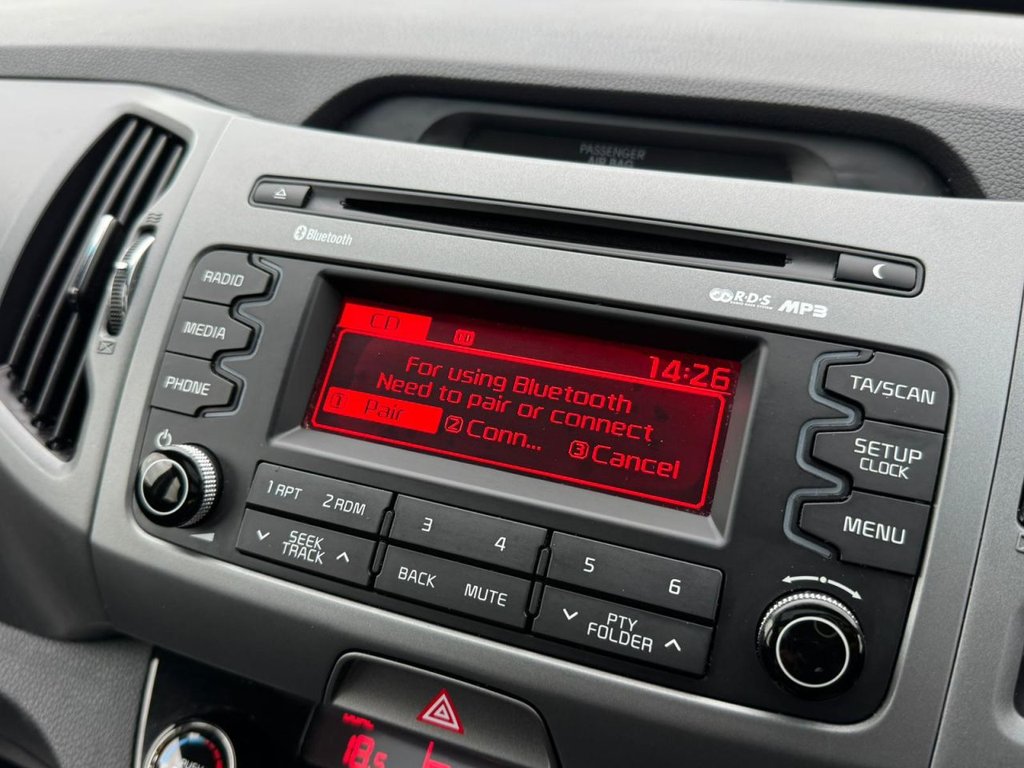 PASSENGER
AIR BAG
Bluetooth
R·D·S MP3
RADIO
MEDIA
PHONE
CD
14:26
For using Bluetooth
Need to pair or connect
1 Pair 2 Conn... 3 Cancel
TA/SCAN
SETUP
CLOCK
MENU
1 RPT 2 RDM
3 4
5 6
SEEK
TRACK
BACK MUTE
PTY
FOLDER
18.5